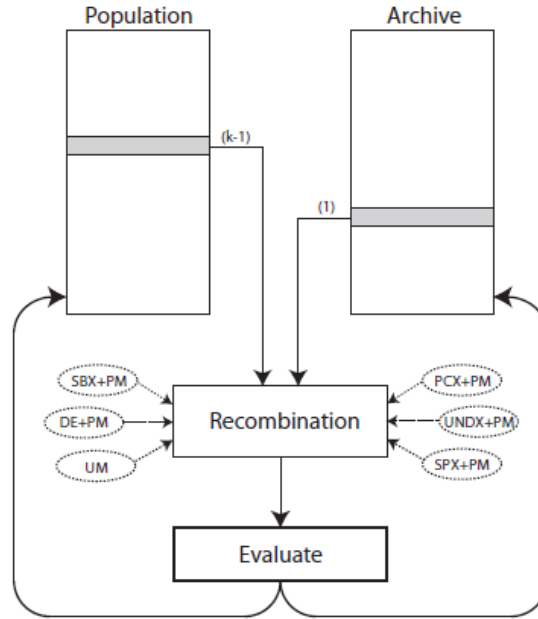 Population
Archive
(k-1)
(1)
SBX+PM
PCX+PM
DE+PM
Recombination
UNDX+PM
UM
SPX+PM
Evaluate